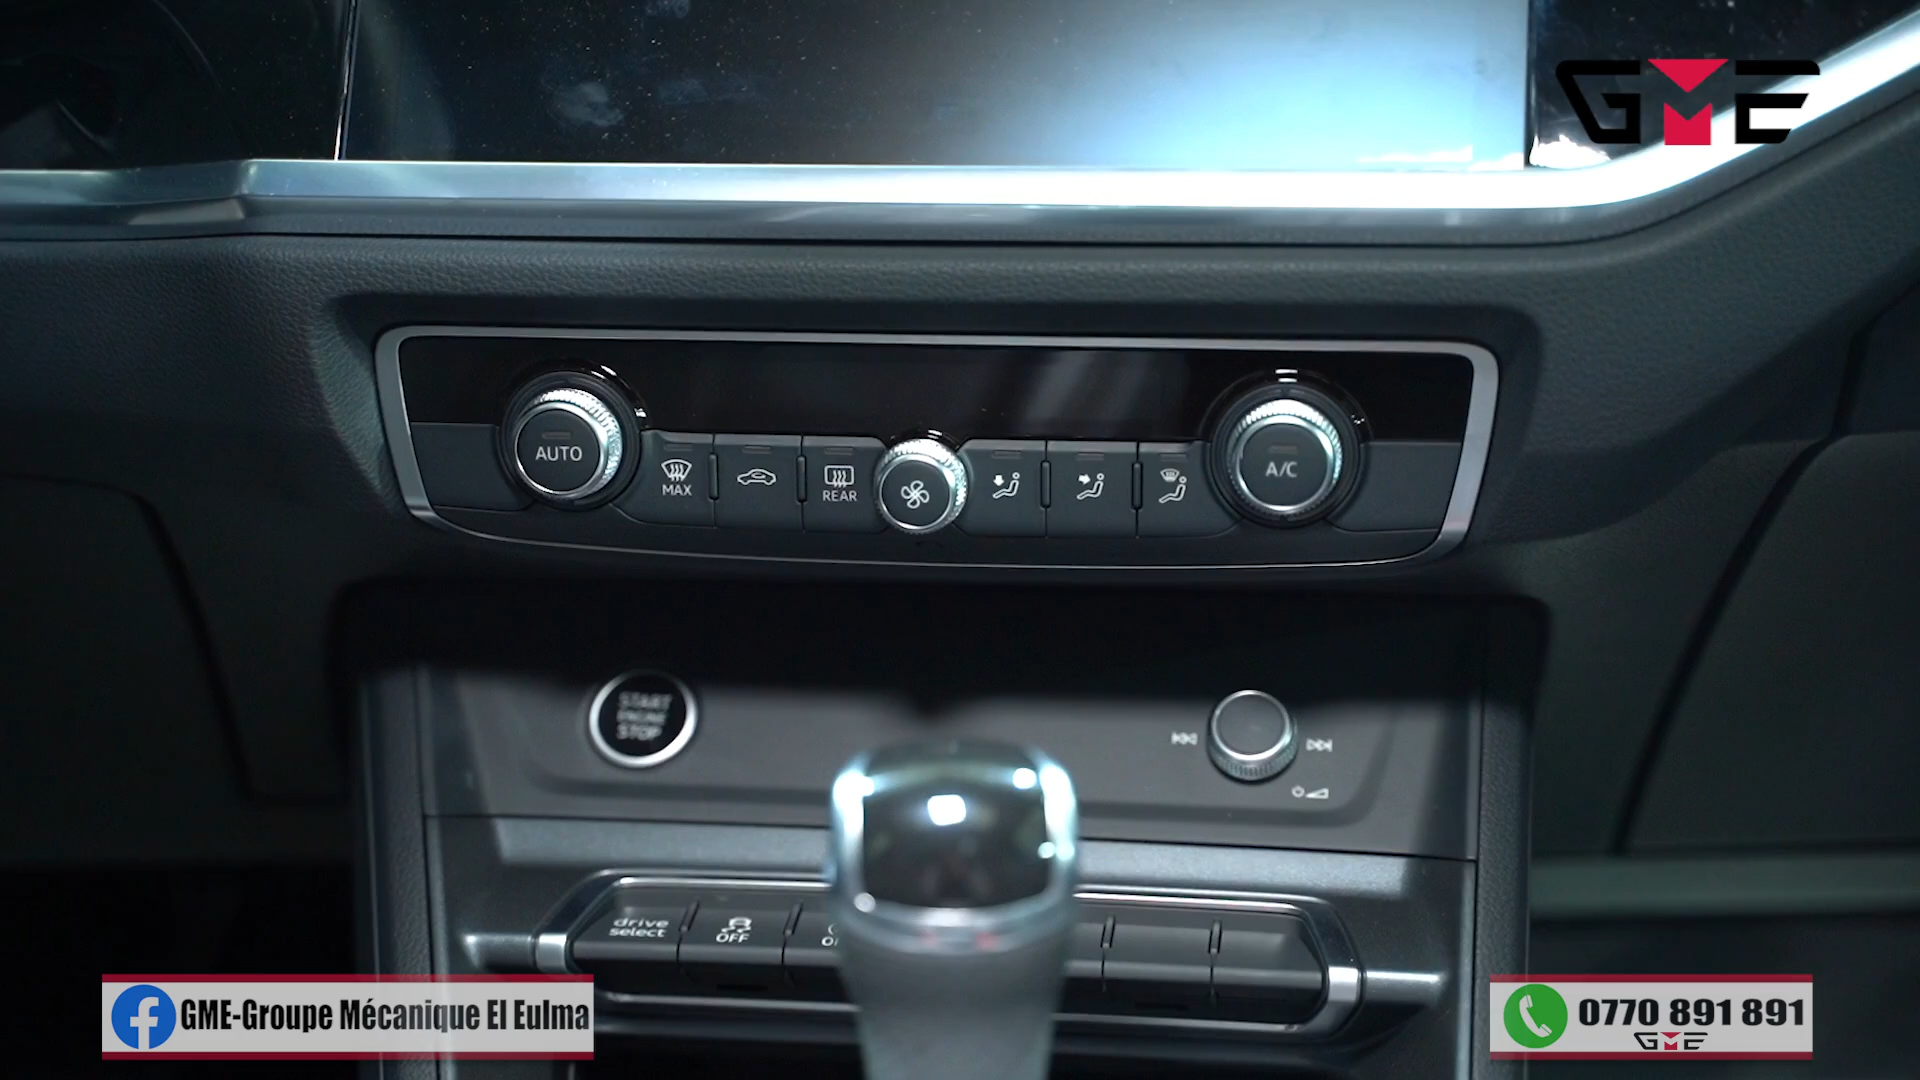 GME
AUTO
MAX
REAR
A/C
START
ENGINE
STOP
drive
select
OFF
GME-Groupe Mécanique El Eulma
0770 891 891
GME